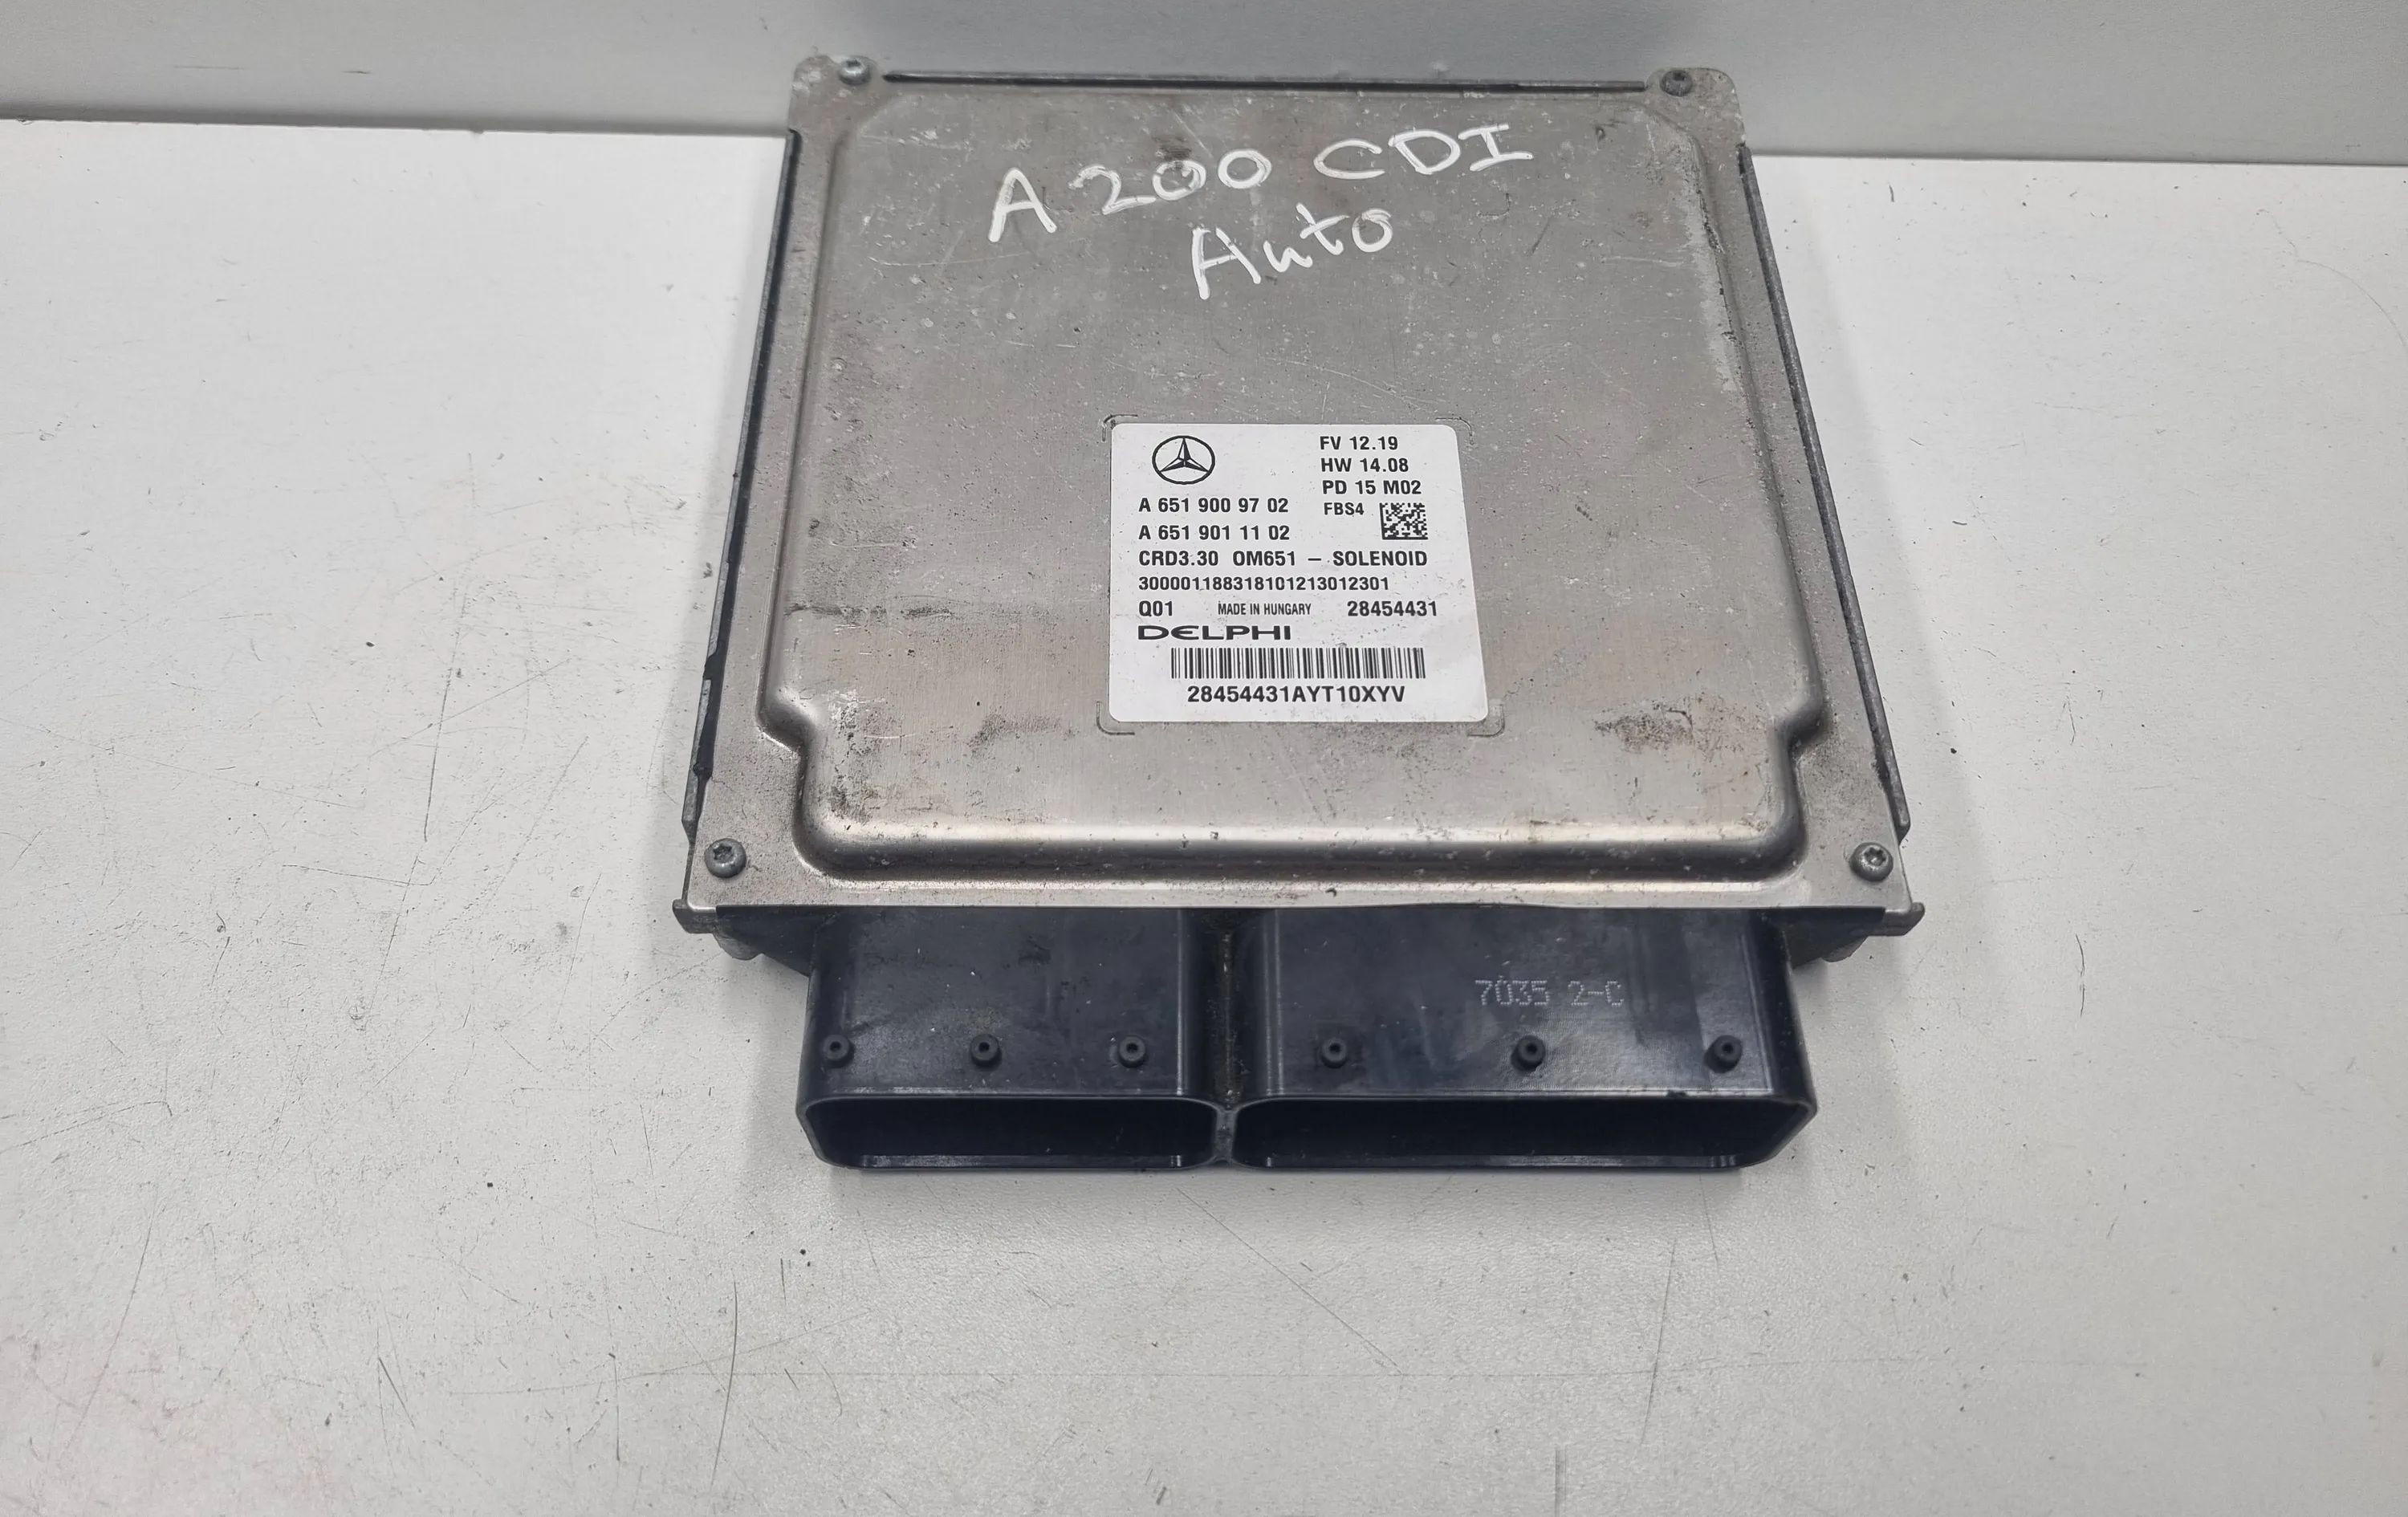 A 200 CDI
Auto
FV 12.19
HW 14.08
PD 15 M02
A 651 900 97 02 FBS4
A 651 901 11 02
CRD3.30 OM651 – SOLENOID
300001188318101213012301
Q01 MADE IN HUNGARY 28454431
DELPHI
28454431AYT10XYV
7035 2-C